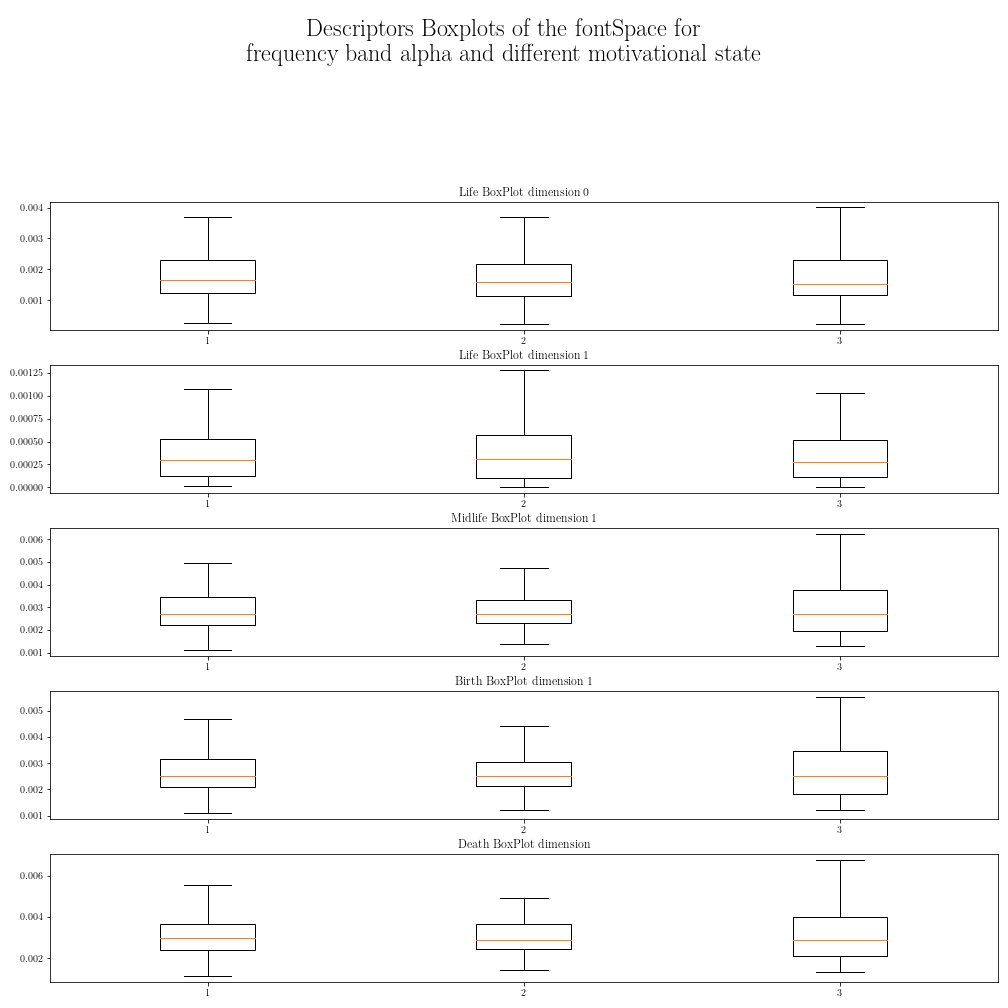 Descriptors Boxplots of the fontSpace for
frequency band alpha and different motivational state
Life BoxPlot dimension 0
0.004
0.003
0.002
0.001
1 2 3
Life BoxPlot dimension 1
0.00125
0.00100
0.00075
0.00050
0.00025
0.00000
1 2 3
Midlife BoxPlot dimension 1
0.006
0.005
0.004
0.003
0.002
0.001
1 2 3
Birth BoxPlot dimension 1
0.005
0.004
0.003
0.002
0.001
1 2 3
Death BoxPlot dimension
0.006
0.004
0.002
1 2 3